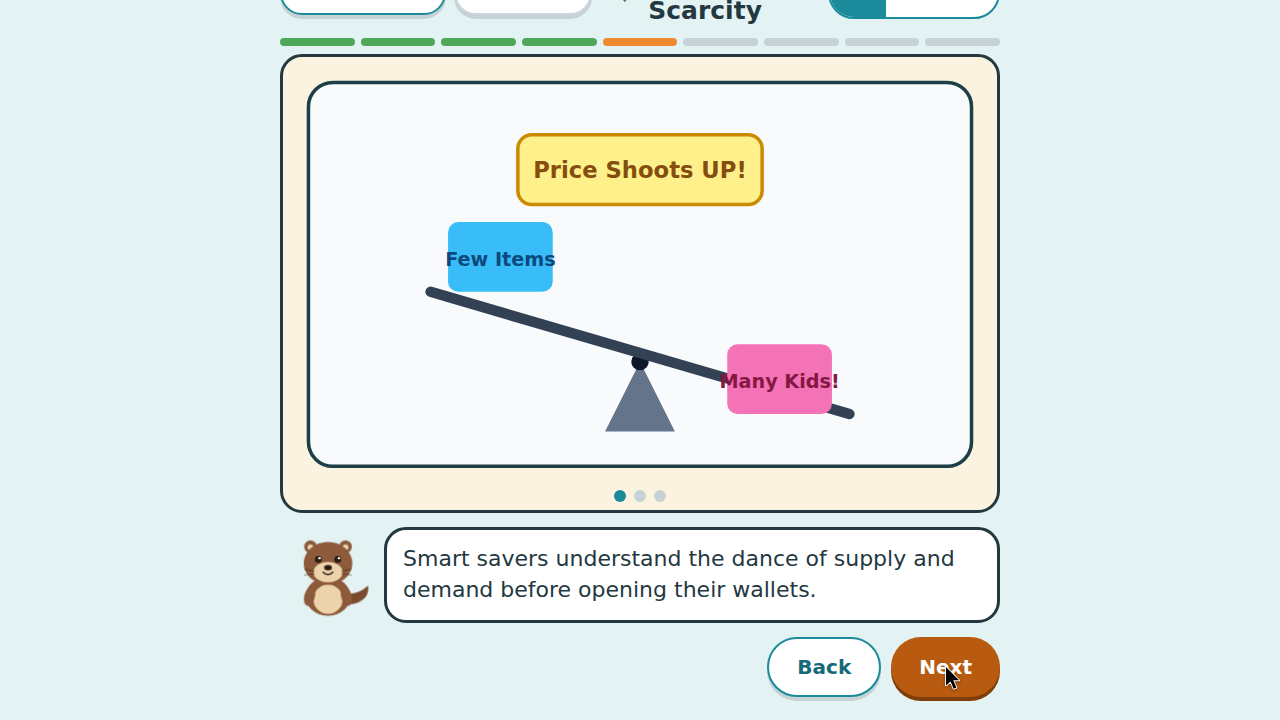 Scarcity
Price Shoots UP!
Few Items
Many Kids!
Smart savers understand the dance of supply and
demand before opening their wallets.
Back
Next